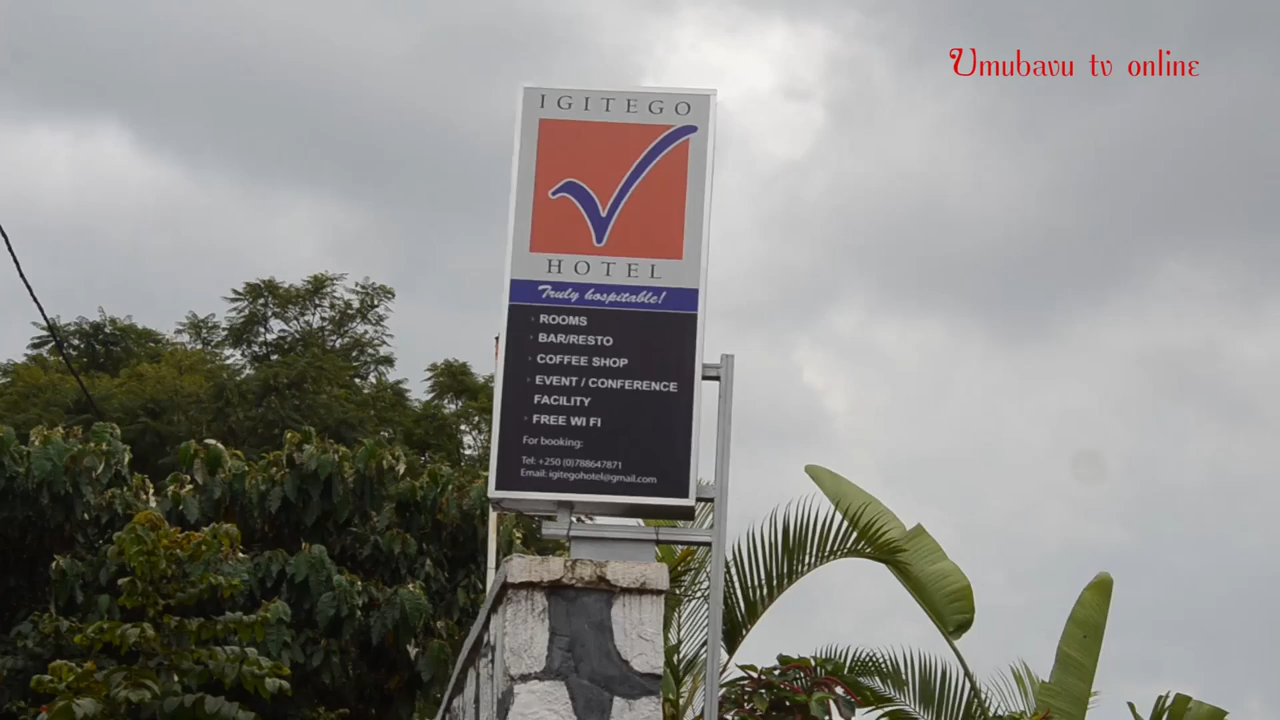 Umubavu tv online
IGITEGO
HOTEL
Truly hospitable!
ROOMS
BAR/RESTO
COFFEE SHOP
EVENT / CONFERENCE
FACILITY
FREE WI FI
For booking:
Tel: +250 (0)788647871
Email: igitegohotel@gmail.com